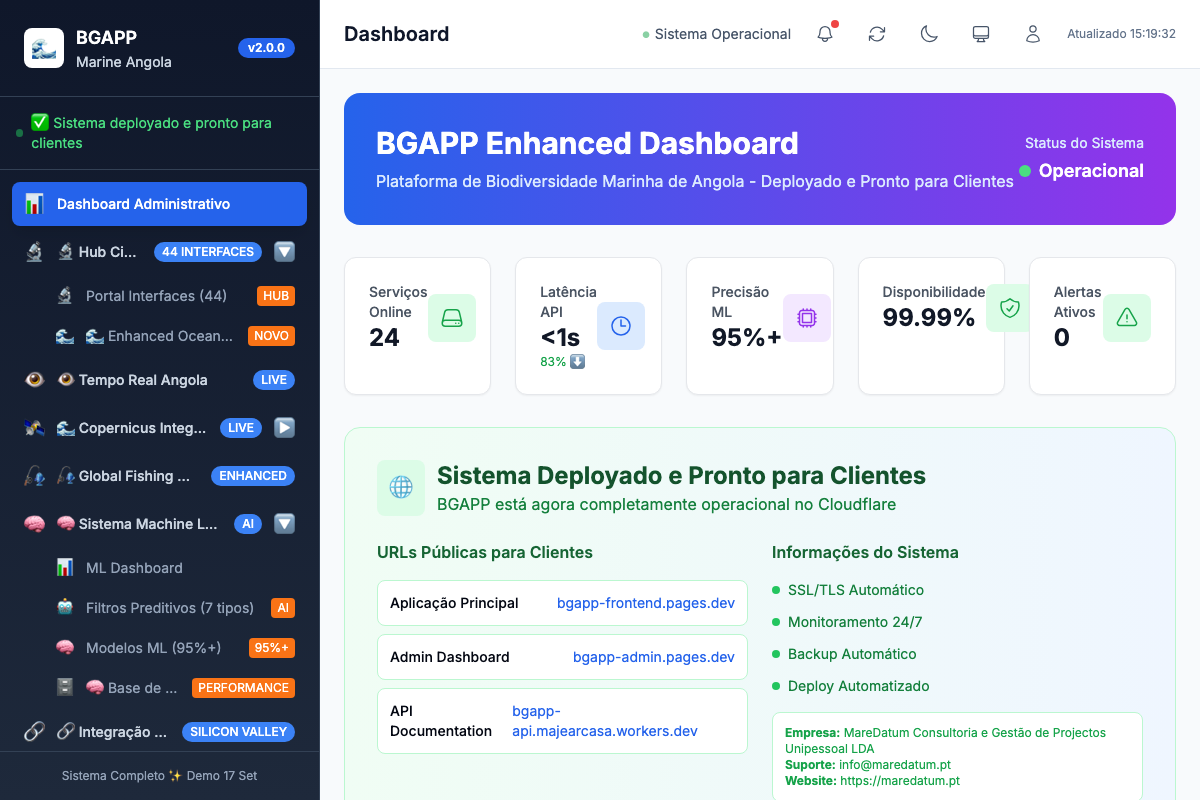 BGAPP
Marine Angola
v2.0.0
✅ Sistema deployado e pronto para
clientes
Dashboard Administrativo
Hub Ci...
44 INTERFACES
Portal Interfaces (44)
HUB
Enhanced Ocean...
NOVO
Tempo Real Angola
LIVE
Copernicus Integ...
LIVE
Global Fishing ...
ENHANCED
Sistema Machine L...
AI
ML Dashboard
Filtros Preditivos (7 tipos)
AI
Modelos ML (95%+)
95%+
Base de ...
PERFORMANCE
Integração ...
SILICON VALLEY
Sistema Completo ✨ Demo 17 Set
Dashboard
Sistema Operacional
Atualizado 15:19:32
BGAPP Enhanced Dashboard
Plataforma de Biodiversidade Marinha de Angola - Deployado e Pronto para Clientes
Status do Sistema
Operacional
Serviços
Online
24
Latência
API
<1s
83% ⬇️
Precisão
ML
95%+
Disponibilidade
99.99%
Alertas
Ativos
0
Sistema Deployado e Pronto para Clientes
BGAPP está agora completamente operacional no Cloudflare
URLs Públicas para Clientes
Aplicação Principal
bgapp-frontend.pages.dev
Admin Dashboard
bgapp-admin.pages.dev
API
Documentation
bgapp-
api.majearcasa.workers.dev
Informações do Sistema
SSL/TLS Automático
Monitoramento 24/7
Backup Automático
Deploy Automatizado
Empresa: MareDatum Consultoria e Gestão de Projectos
Unipessoal LDA
Suporte: info@maredatum.pt
Website: https://maredatum.pt